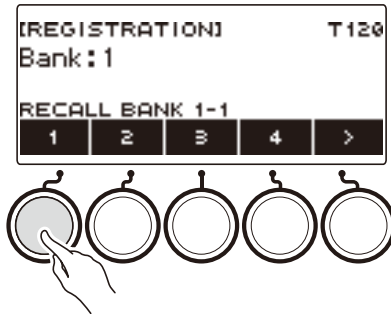 [REGISTRATION] T120
Bank:1
RECALL BANK 1-1
1 2 3 4 >